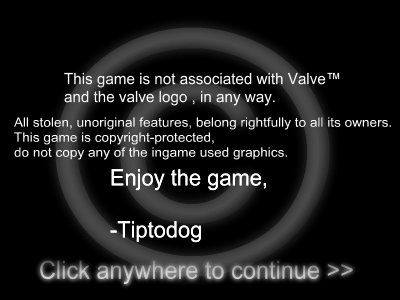 This game is not associated with Valve™
and the valve logo , in any way.
All stolen, unoriginal features, belong rightfully to all its owners.
This game is copyright-protected,
do not copy any of the ingame used graphics.
Enjoy the game,
-Tiptodog
Click anywhere to continue >>